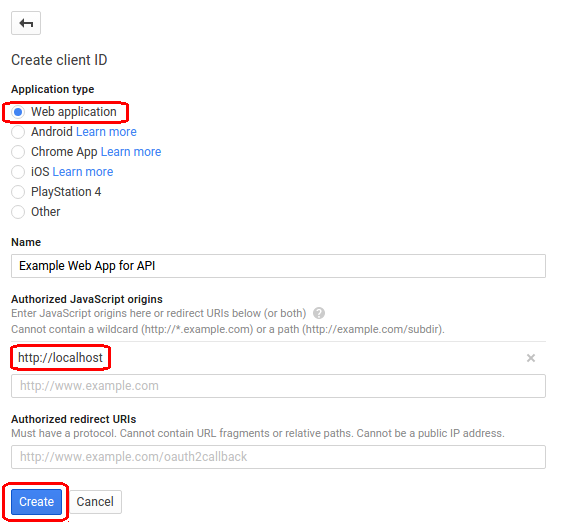 Create client ID
Application type
Web application
Android Learn more
Chrome App Learn more
iOS Learn more
PlayStation 4
Other
Name
Example Web App for API
Authorized JavaScript origins
Enter JavaScript origins here or redirect URIs below (or both) ?
Cannot contain a wildcard (http://*.example.com) or a path (http://example.com/subdir).
http://localhost ×
http://www.example.com
Authorized redirect URIs
Must have a protocol. Cannot contain URL fragments or relative paths. Cannot be a public IP address.
http://www.example.com/oauth2callback
Create Cancel